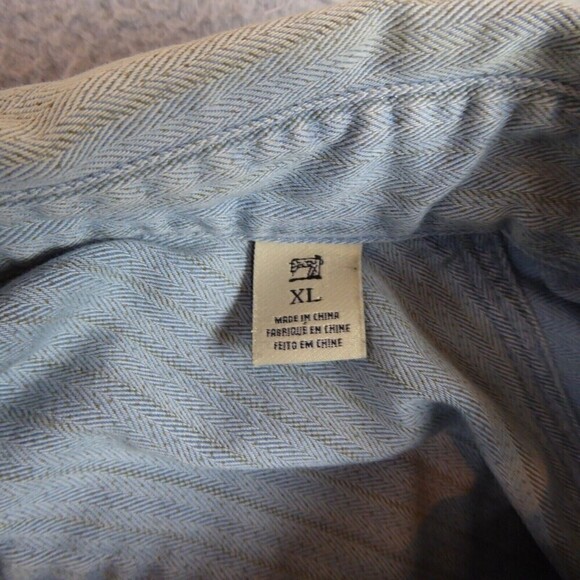 XL
MADE IN CHINA
FABRIQUE EN CHINE
FEITO EM CHINE